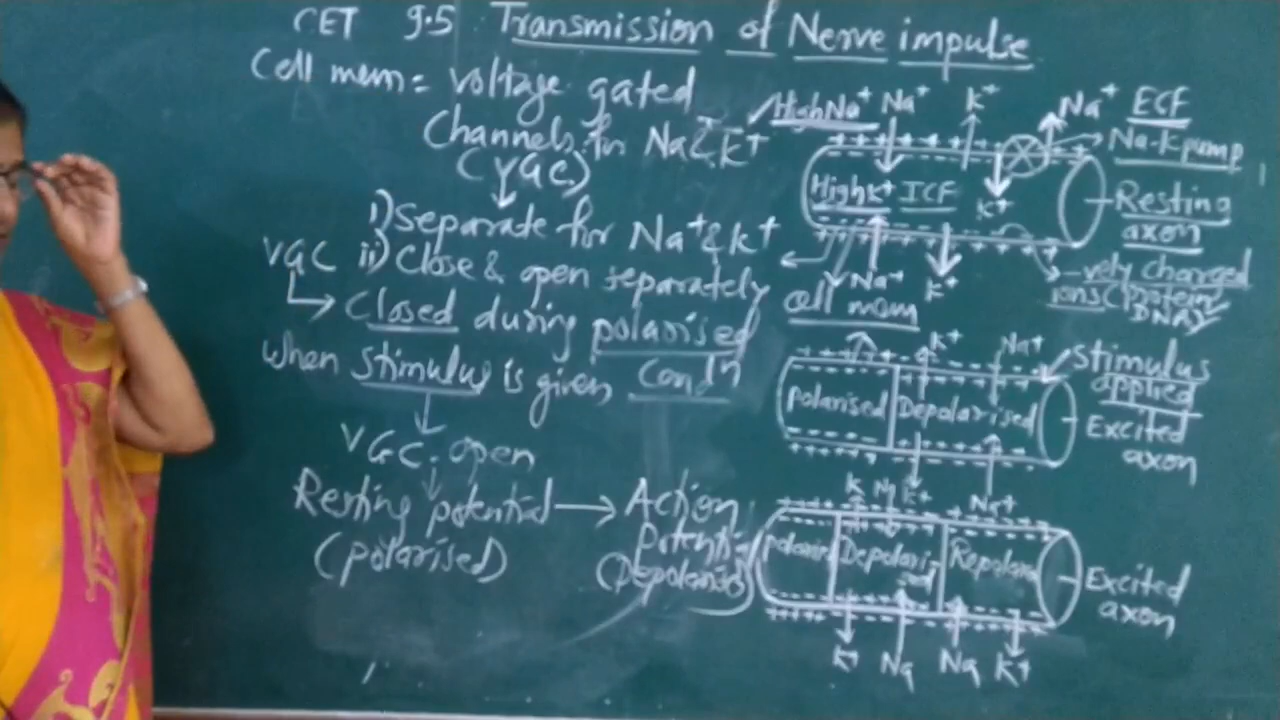 CET 9.5 Transmission of Nerve impulse
Cell mem = Voltage gated
Channels for Na⁺& K⁺
(VGC)
i) Separate for Na⁺& K⁺
VGC ii) Close & open separately
Closed during polarised
When stimulus is given Condn
VGC open
Resting potential → Action
Potential
(polarised)
(Depolarised)
High Na⁺ Na⁺ K⁺ Na⁺ ECF
Na-K pump
High K⁺ ICF K⁺
Resting
axon
Na⁺ K⁺
-vely charged
ions (Protein
DNA)
cell mem
K⁺ Na⁺
Stimulus
applied
polarised Depolarised
Excited
axon
K Na K⁺ Na⁺
polarised Depolarised Repolari
Excited
axon
K⁺ Na Na K⁺